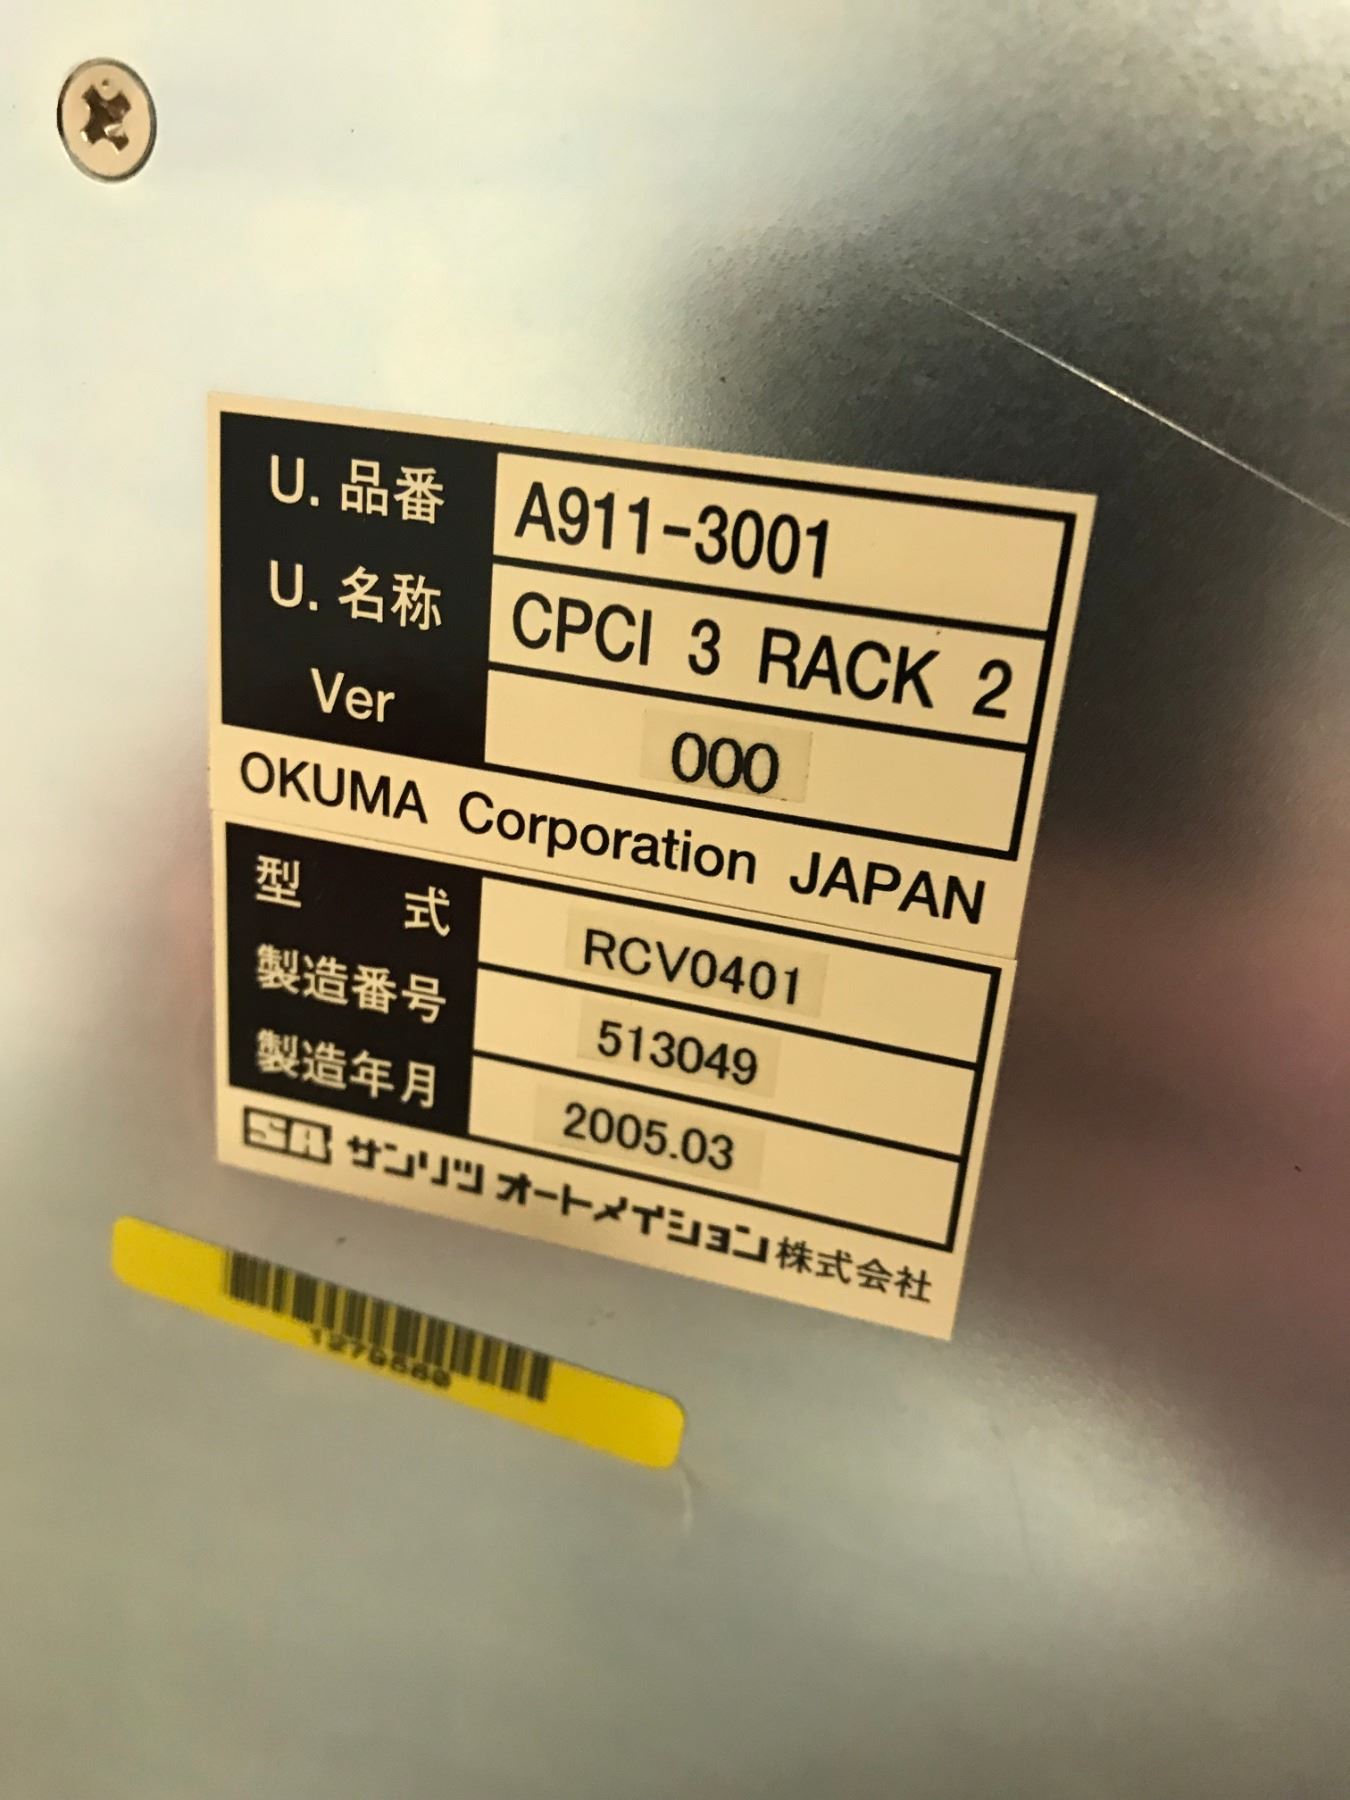 U. 品番 A911-3001
U. 名称 CPCI 3 RACK 2
Ver 000
OKUMA Corporation JAPAN
型 式 RCV0401
製造番号 513049
製造年月 2005.03
SA サンリツオートメイション株式会社